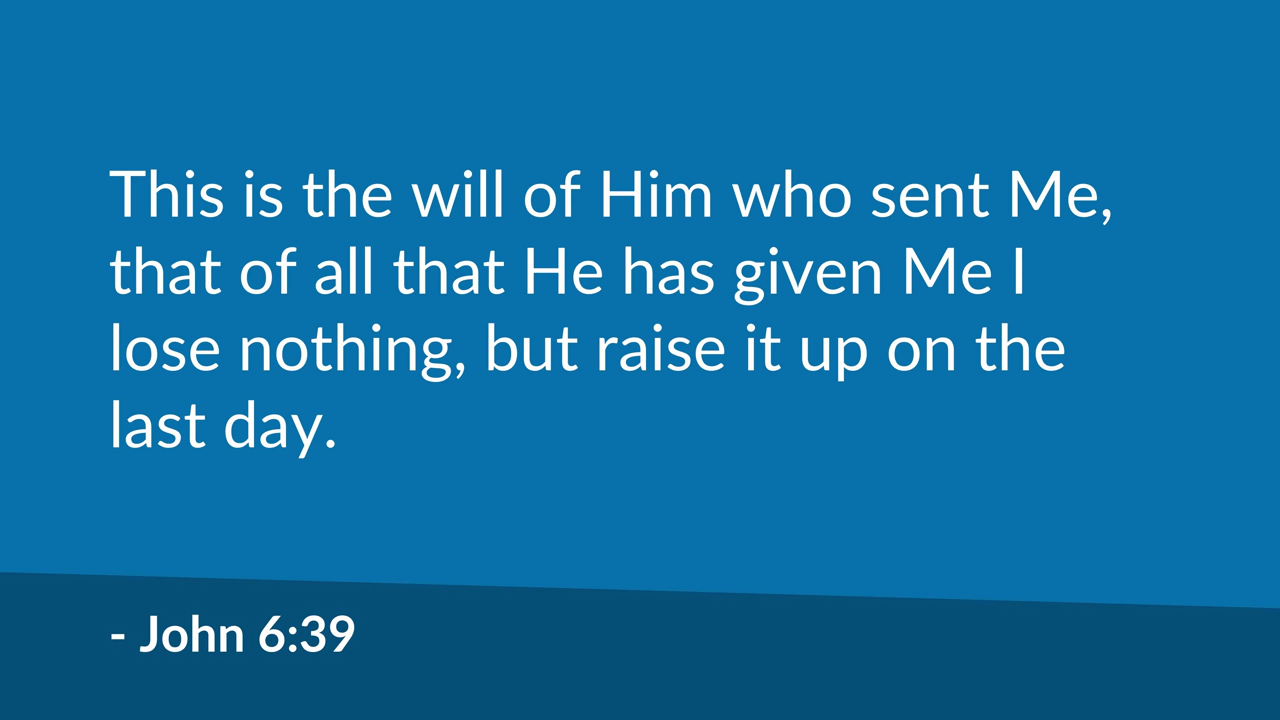 This is the will of Him who sent Me,
that of all that He has given Me I
lose nothing, but raise it up on the
last day.
- John 6:39